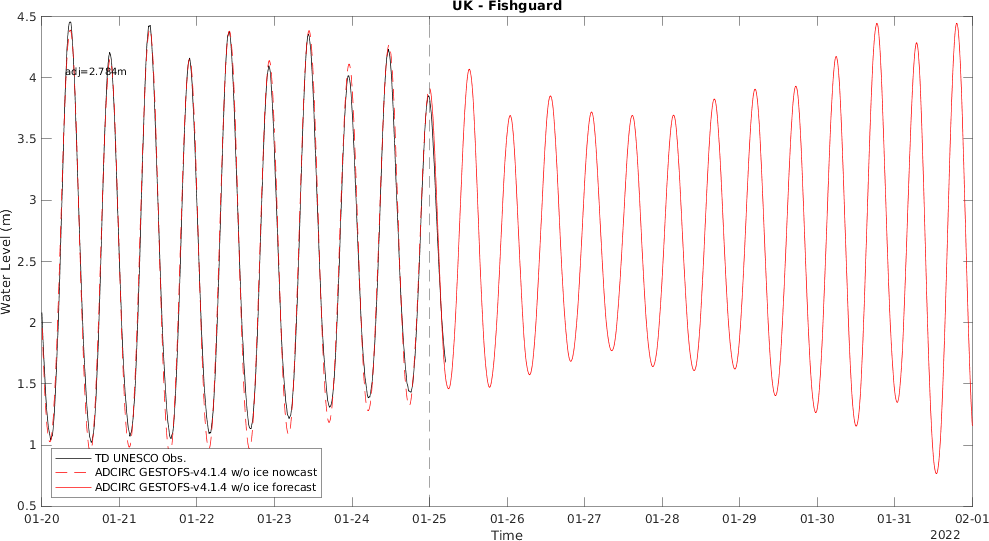 UK - Fishguard
4.5
4
3.5
3
2.5
2
1.5
1
0.5
Water Level (m)
adj=2.784m
TD UNESCO Obs.
ADCIRC GESTOFS-v4.1.4 w/o ice nowcast
ADCIRC GESTOFS-v4.1.4 w/o ice forecast
01-20 01-21 01-22 01-23 01-24 01-25 01-26 01-27 01-28 01-29 01-30 01-31 02-01
Time
2022